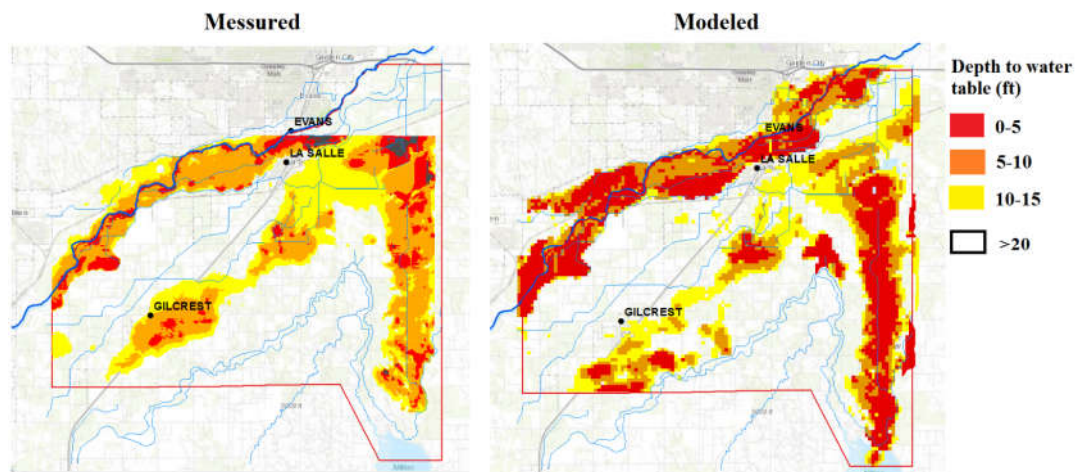 Messured
Modeled
Depth to water
table (ft)
0-5
5-10
10-15
>20
EVANS
LA SALLE
GILCREST
EVANS
LA SALLE
GILCREST